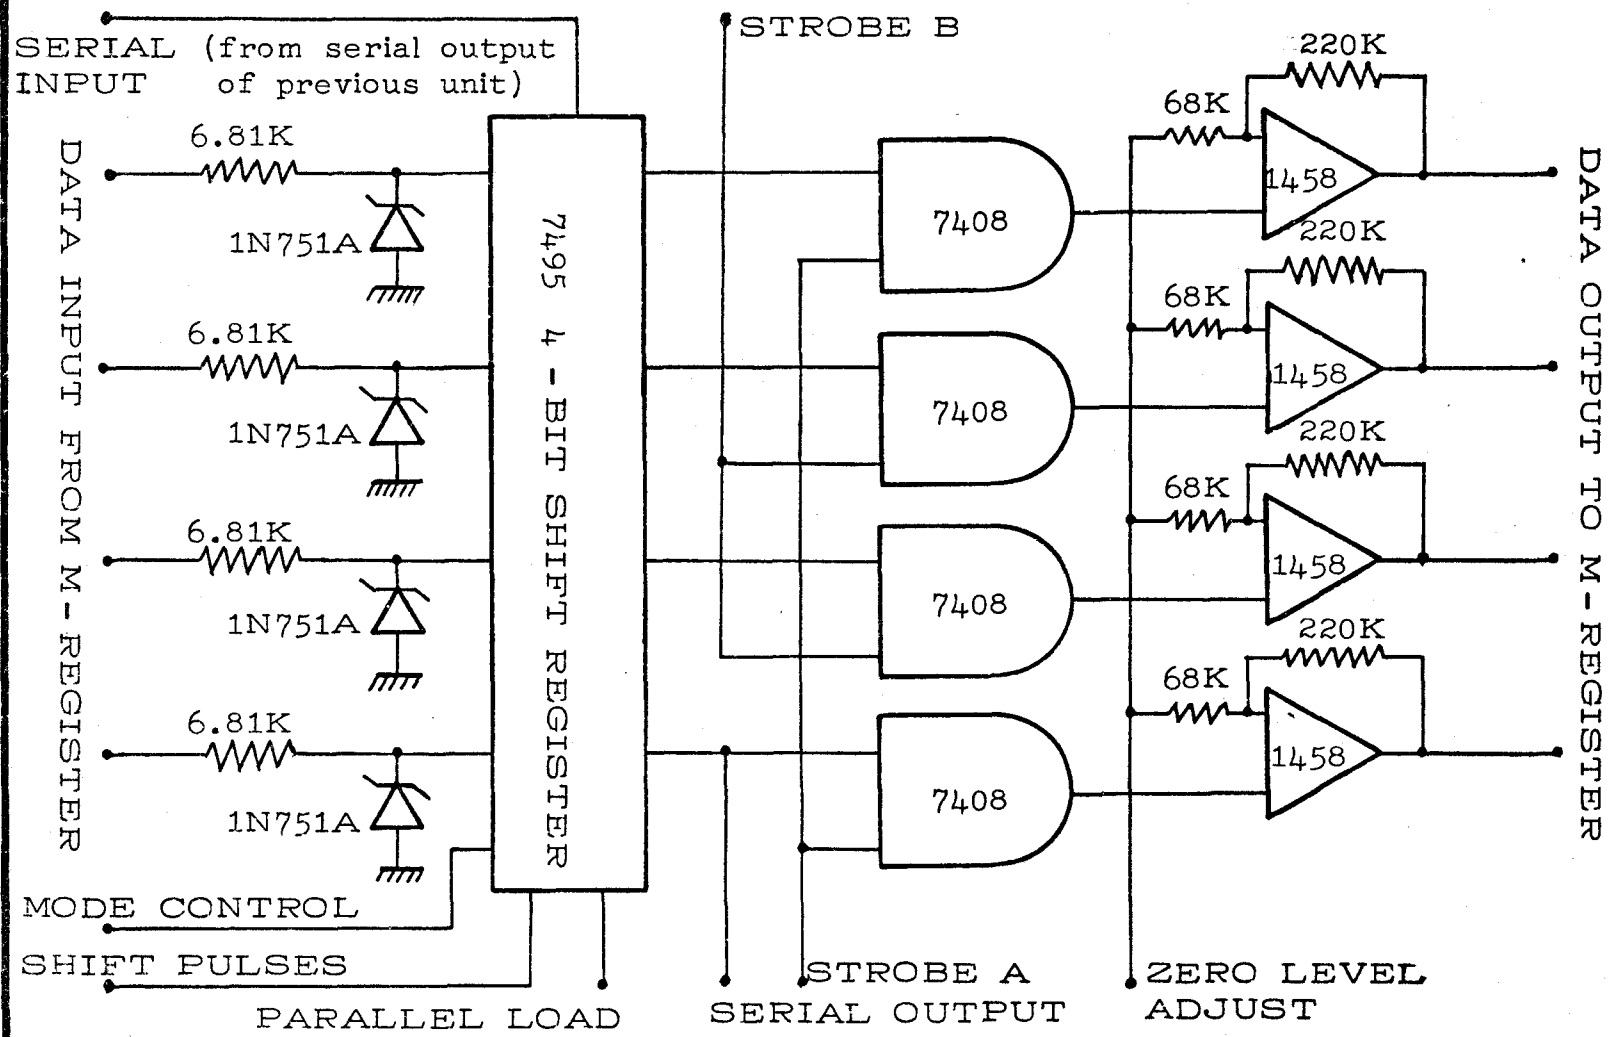 SERIAL (from serial output
INPUT of previous unit)
STROBE B
DATA INPUT FROM M-REGISTER
6.81K
1N751A
6.81K
1N751A
6.81K
1N751A
6.81K
1N751A
7495 4-BIT SHIFT REGISTER
7408
7408
7408
7408
220K
68K
1458
220K
68K
1458
220K
68K
1458
220K
68K
1458
DATA OUTPUT TO M-REGISTER
MODE CONTROL
SHIFT PULSES
PARALLEL LOAD
STROBE A
SERIAL OUTPUT
ZERO LEVEL
ADJUST